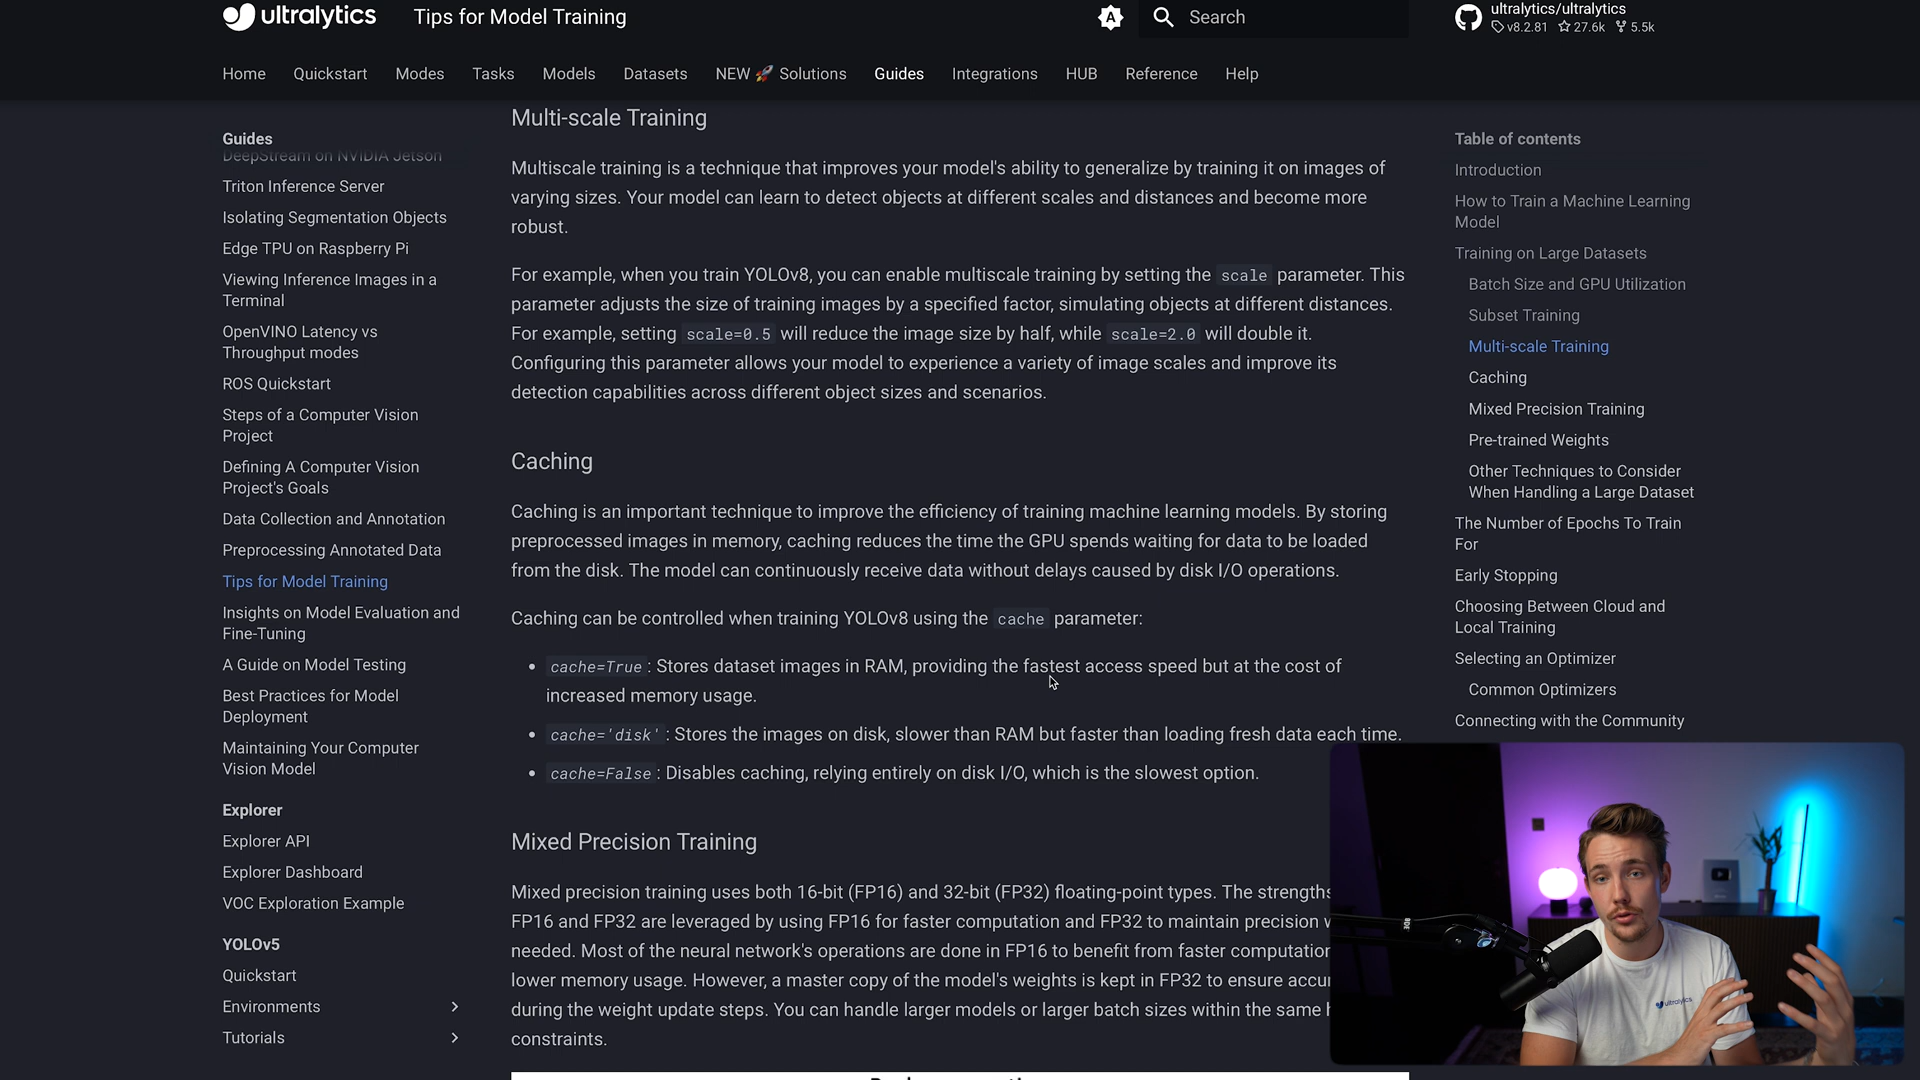 ultralytics
Tips for Model Training
A
Search
ultralytics/ultralytics
v8.2.81 27.6k 5.5k
Home Quickstart Modes Tasks Models Datasets NEW 🚀 Solutions Guides Integrations HUB Reference Help
Guides
DeepStream on NVIDIA Jetson
Triton Inference Server
Isolating Segmentation Objects
Edge TPU on Raspberry Pi
Viewing Inference Images in a
Terminal
OpenVINO Latency vs
Throughput modes
ROS Quickstart
Steps of a Computer Vision
Project
Defining A Computer Vision
Project's Goals
Data Collection and Annotation
Preprocessing Annotated Data
Tips for Model Training
Insights on Model Evaluation and
Fine-Tuning
A Guide on Model Testing
Best Practices for Model
Deployment
Maintaining Your Computer
Vision Model
Explorer
Explorer API
Explorer Dashboard
VOC Exploration Example
YOLOv5
Quickstart
Environments
Tutorials
Multi-scale Training
Multiscale training is a technique that improves your model's ability to generalize by training it on images of
varying sizes. Your model can learn to detect objects at different scales and distances and become more
robust.
For example, when you train YOLOv8, you can enable multiscale training by setting the scale parameter. This
parameter adjusts the size of training images by a specified factor, simulating objects at different distances.
For example, setting scale=0.5 will reduce the image size by half, while scale=2.0 will double it.
Configuring this parameter allows your model to experience a variety of image scales and improve its
detection capabilities across different object sizes and scenarios.
Caching
Caching is an important technique to improve the efficiency of training machine learning models. By storing
preprocessed images in memory, caching reduces the time the GPU spends waiting for data to be loaded
from the disk. The model can continuously receive data without delays caused by disk I/O operations.
Caching can be controlled when training YOLOv8 using the cache parameter:
cache=True: Stores dataset images in RAM, providing the fastest access speed but at the cost of
increased memory usage.
cache='disk': Stores the images on disk, slower than RAM but faster than loading fresh data each time.
cache=False: Disables caching, relying entirely on disk I/O, which is the slowest option.
Mixed Precision Training
Mixed precision training uses both 16-bit (FP16) and 32-bit (FP32) floating-point types. The strengths
FP16 and FP32 are leveraged by using FP16 for faster computation and FP32 to maintain precision
needed. Most of the neural network's operations are done in FP16 to benefit from faster computation
lower memory usage. However, a master copy of the model's weights is kept in FP32 to ensure
during the weight update steps. You can handle larger models or larger batch sizes within the same
constraints.
Table of contents
Introduction
How to Train a Machine Learning
Model
Training on Large Datasets
Batch Size and GPU Utilization
Subset Training
Multi-scale Training
Caching
Mixed Precision Training
Pre-trained Weights
Other Techniques to Consider
When Handling a Large Dataset
The Number of Epochs To Train
For
Early Stopping
Choosing Between Cloud and
Local Training
Selecting an Optimizer
Common Optimizers
Connecting with the Community
RØDE
ultralytics